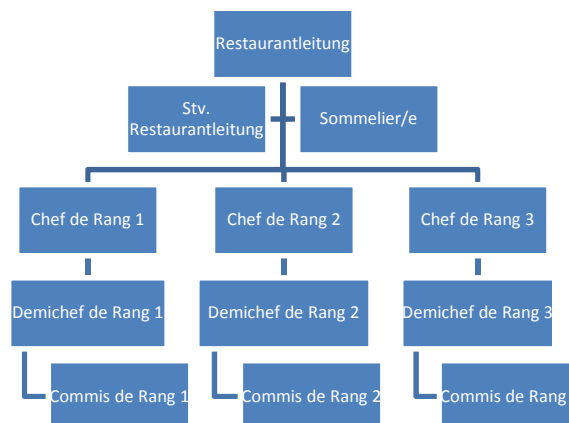 Restaurantleitung
Stv.
Restaurantleitung
Sommelier/e
Chef de Rang 1
Chef de Rang 2
Chef de Rang 3
Demichef de Rang 1
Demichef de Rang 2
Demichef de Rang 3
Commis de Rang 1
Commis de Rang 2
Commis de Rang